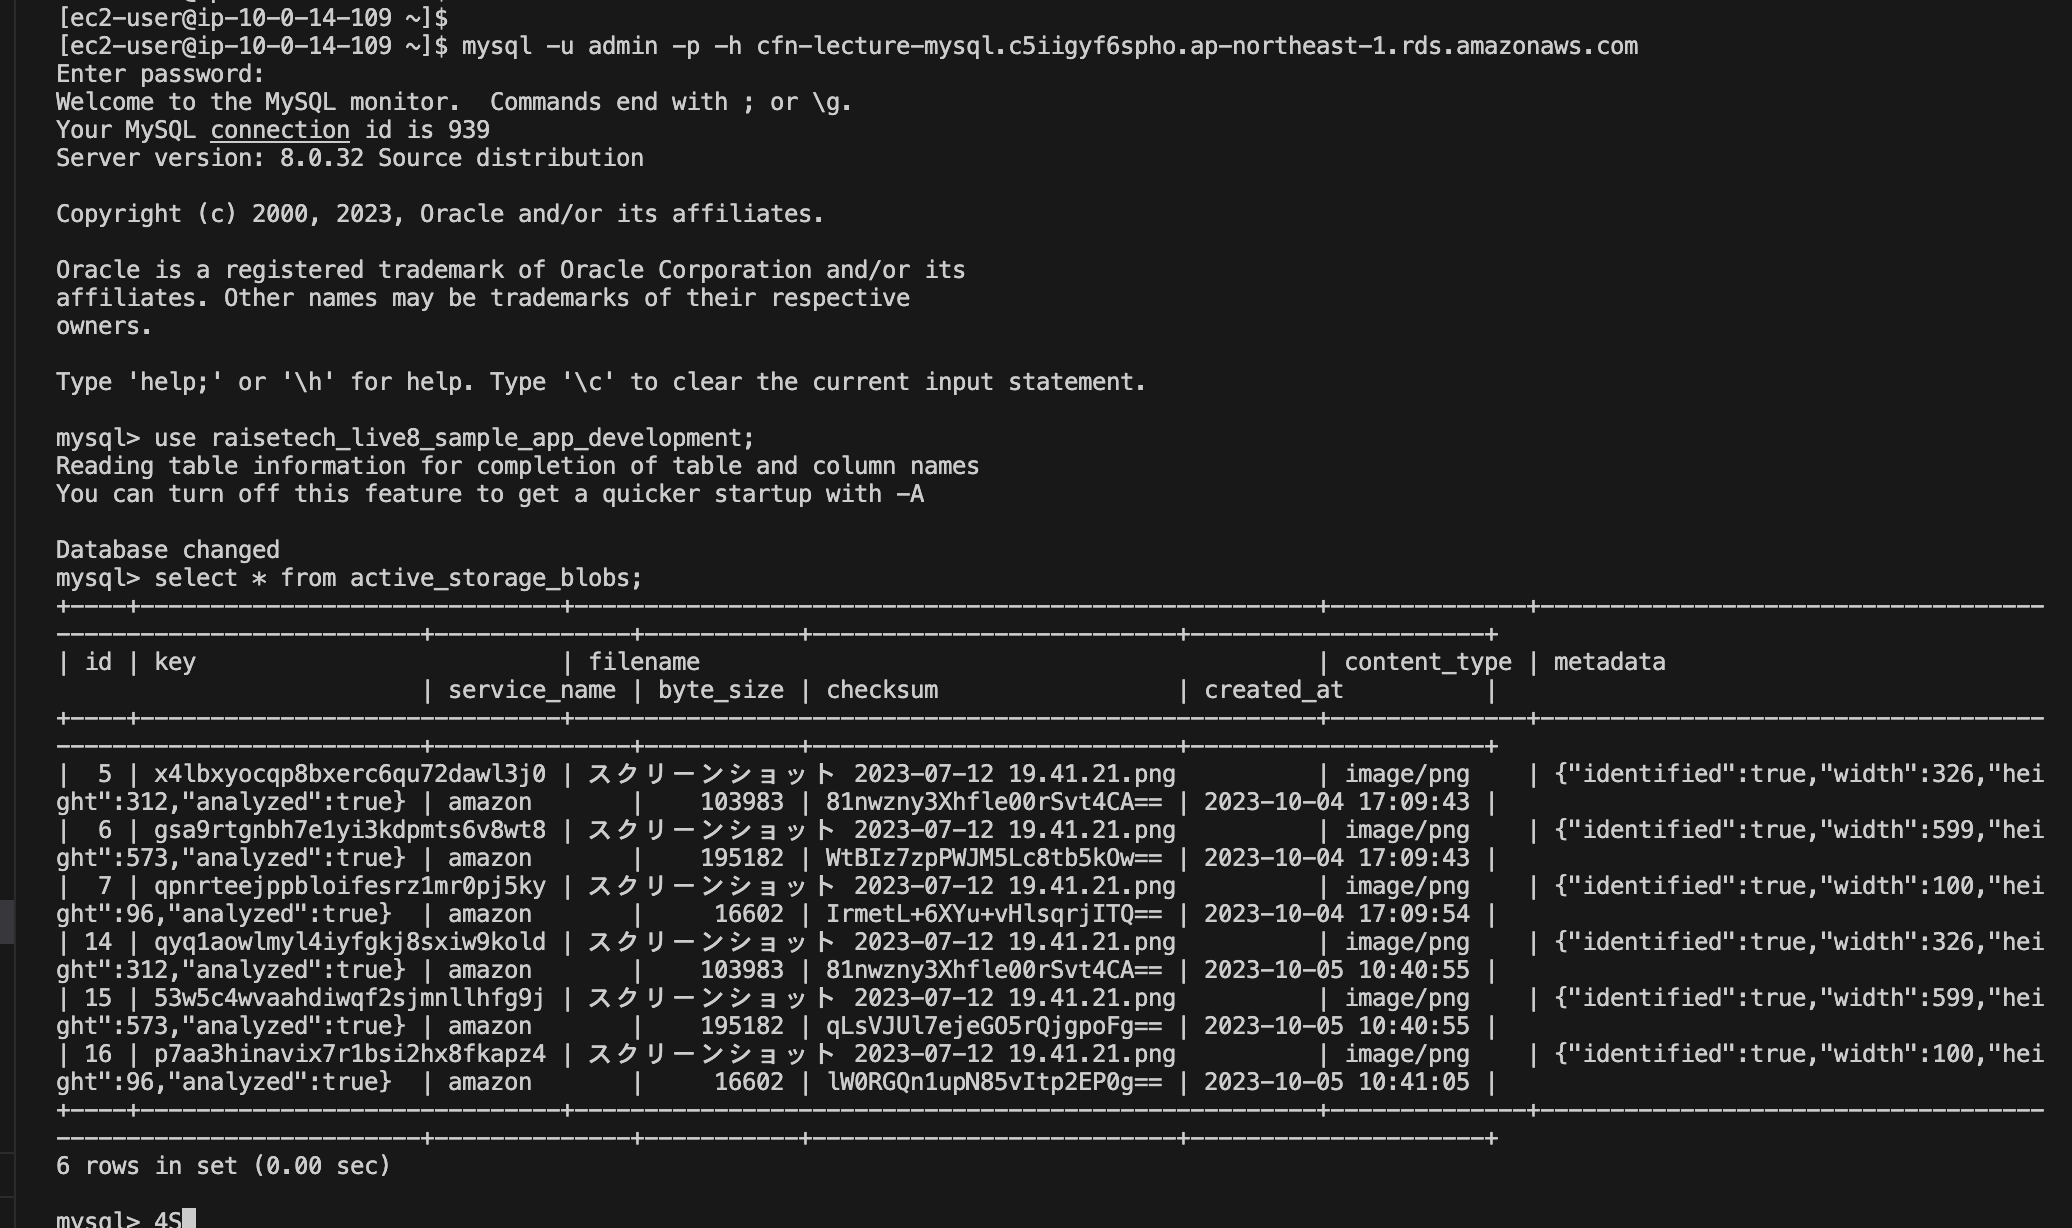 [ec2-user@ip-10-0-14-109 ~]$
[ec2-user@ip-10-0-14-109 ~]$ mysql -u admin -p -h cfn-lecture-mysql.c5iigyf6spho.ap-northeast-1.rds.amazonaws.com
Enter password:
Welcome to the MySQL monitor.  Commands end with ; or \g.
Your MySQL connection id is 939
Server version: 8.0.32 Source distribution

Copyright (c) 2000, 2023, Oracle and/or its affiliates.

Oracle is a registered trademark of Oracle Corporation and/or its
affiliates. Other names may be trademarks of their respective
owners.

Type 'help;' or '\h' for help. Type '\c' to clear the current input statement.

mysql> use raisetech_live8_sample_app_development;
Reading table information for completion of table and column names
You can turn off this feature to get a quicker startup with -A

Database changed
mysql> select * from active_storage_blobs;
+----+------------------------------+-----------------------------------------------------+--------------+------------------------------------
--------------------------+--------------+-----------+--------------------------+---------------------+
| id | key                          | filename                                            | content_type | metadata
                          | service_name | byte_size | checksum                 | created_at          |
+----+------------------------------+-----------------------------------------------------+--------------+------------------------------------
--------------------------+--------------+-----------+--------------------------+---------------------+
|  5 | x4lbxyocqp8bxerc6qu72dawl3j0 | スクリーンショット 2023-07-12 19.41.21.png          | image/png    | {"identified":true,"width":326,"hei
ght":312,"analyzed":true} | amazon       |    103983 | 81nwzny3Xhfle00rSvt4CA== | 2023-10-04 17:09:43 |
|  6 | gsa9rtgnbh7e1yi3kdpmts6v8wt8 | スクリーンショット 2023-07-12 19.41.21.png          | image/png    | {"identified":true,"width":599,"hei
ght":573,"analyzed":true} | amazon       |    195182 | WtBIz7zpPWJM5Lc8tb5kOw== | 2023-10-04 17:09:43 |
|  7 | qpnrteejppbloifesrz1mr0pj5ky | スクリーンショット 2023-07-12 19.41.21.png          | image/png    | {"identified":true,"width":100,"hei
ght":96,"analyzed":true}  | amazon       |     16602 | IrmetL+6XYu+vHlsqrjITQ== | 2023-10-04 17:09:54 |
| 14 | qyq1aowlmyl4iyfgkj8sxiw9kold | スクリーンショット 2023-07-12 19.41.21.png          | image/png    | {"identified":true,"width":326,"hei
ght":312,"analyzed":true} | amazon       |    103983 | 81nwzny3Xhfle00rSvt4CA== | 2023-10-05 10:40:55 |
| 15 | 53w5c4wvaahdiwqf2sjmnllhfg9j | スクリーンショット 2023-07-12 19.41.21.png          | image/png    | {"identified":true,"width":599,"hei
ght":573,"analyzed":true} | amazon       |    195182 | qLsVJUl7ejeGO5rQjgpoFg== | 2023-10-05 10:40:55 |
| 16 | p7aa3hinavix7r1bsi2hx8fkapz4 | スクリーンショット 2023-07-12 19.41.21.png          | image/png    | {"identified":true,"width":100,"hei
ght":96,"analyzed":true}  | amazon       |     16602 | lW0RGQn1upN85vItp2EP0g== | 2023-10-05 10:41:05 |
+----+------------------------------+-----------------------------------------------------+--------------+------------------------------------
--------------------------+--------------+-----------+--------------------------+---------------------+
6 rows in set (0.00 sec)

mysql> 4S